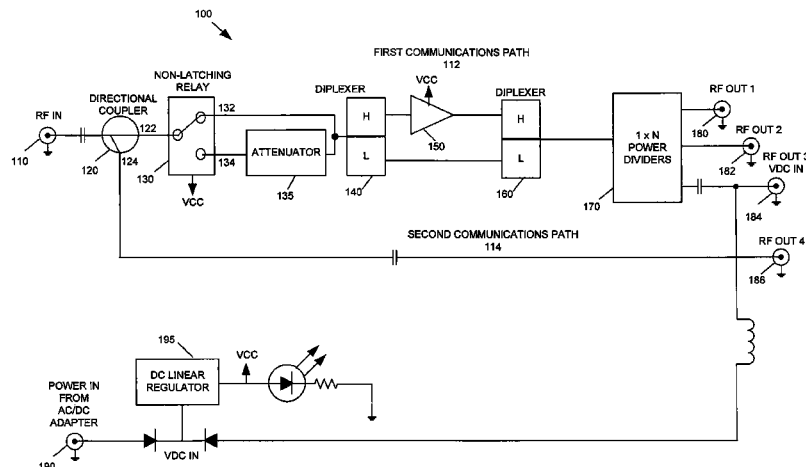 100
FIRST COMMUNICATIONS PATH
112
NON-LATCHING
RELAY
DIRECTIONAL
COUPLER
RF IN
110
120
122
124
130
132
134
VCC
ATTENUATOR
135
DIPLEXER
H
L
140
VCC
150
DIPLEXER
H
L
160
1 x N
POWER
DIVIDERS
170
RF OUT 1
180
RF OUT 2
182
RF OUT 3
VDC IN
184
SECOND COMMUNICATIONS PATH
114
RF OUT 4
186
195
DC LINEAR
REGULATOR
VCC
POWER IN
FROM
AC/DC
ADAPTER
190
VDC IN